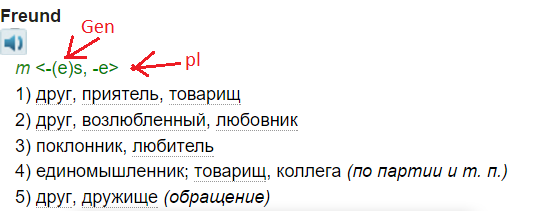 Freund
Gen
m <-(e)s, -e>
pl
1) друг, приятель, товарищ
2) друг, возлюбленный, любовник
3) поклонник, любитель
4) единомышленник; товарищ, коллега (по партии и т. п.)
5) друг, дружище (обращение)